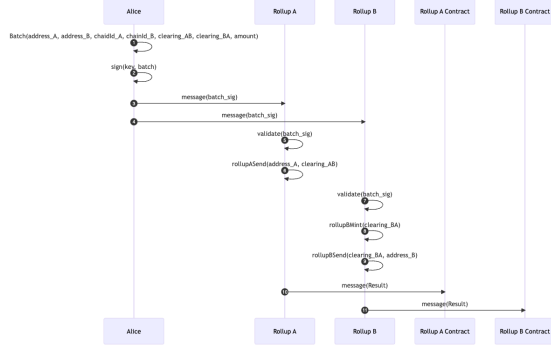 Alice
Rollup A
Rollup B
Rollup A Contract
Rollup B Contract
Batch(address_A, address_B, chaidId_A, chainId_B, clearing_AB, clearing_BA, amount)
1
sign(key, batch)
2
message(batch_sig)
3
message(batch_sig)
4
validate(batch_sig)
5
rollupASend(address_A, clearing_AB)
6
validate(batch_sig)
7
rollupBMint(clearing_BA)
8
rollupBSend(clearing_BA, address_B)
9
message(Result)
10
message(Result)
11
Alice
Rollup A
Rollup B
Rollup A Contract
Rollup B Contract